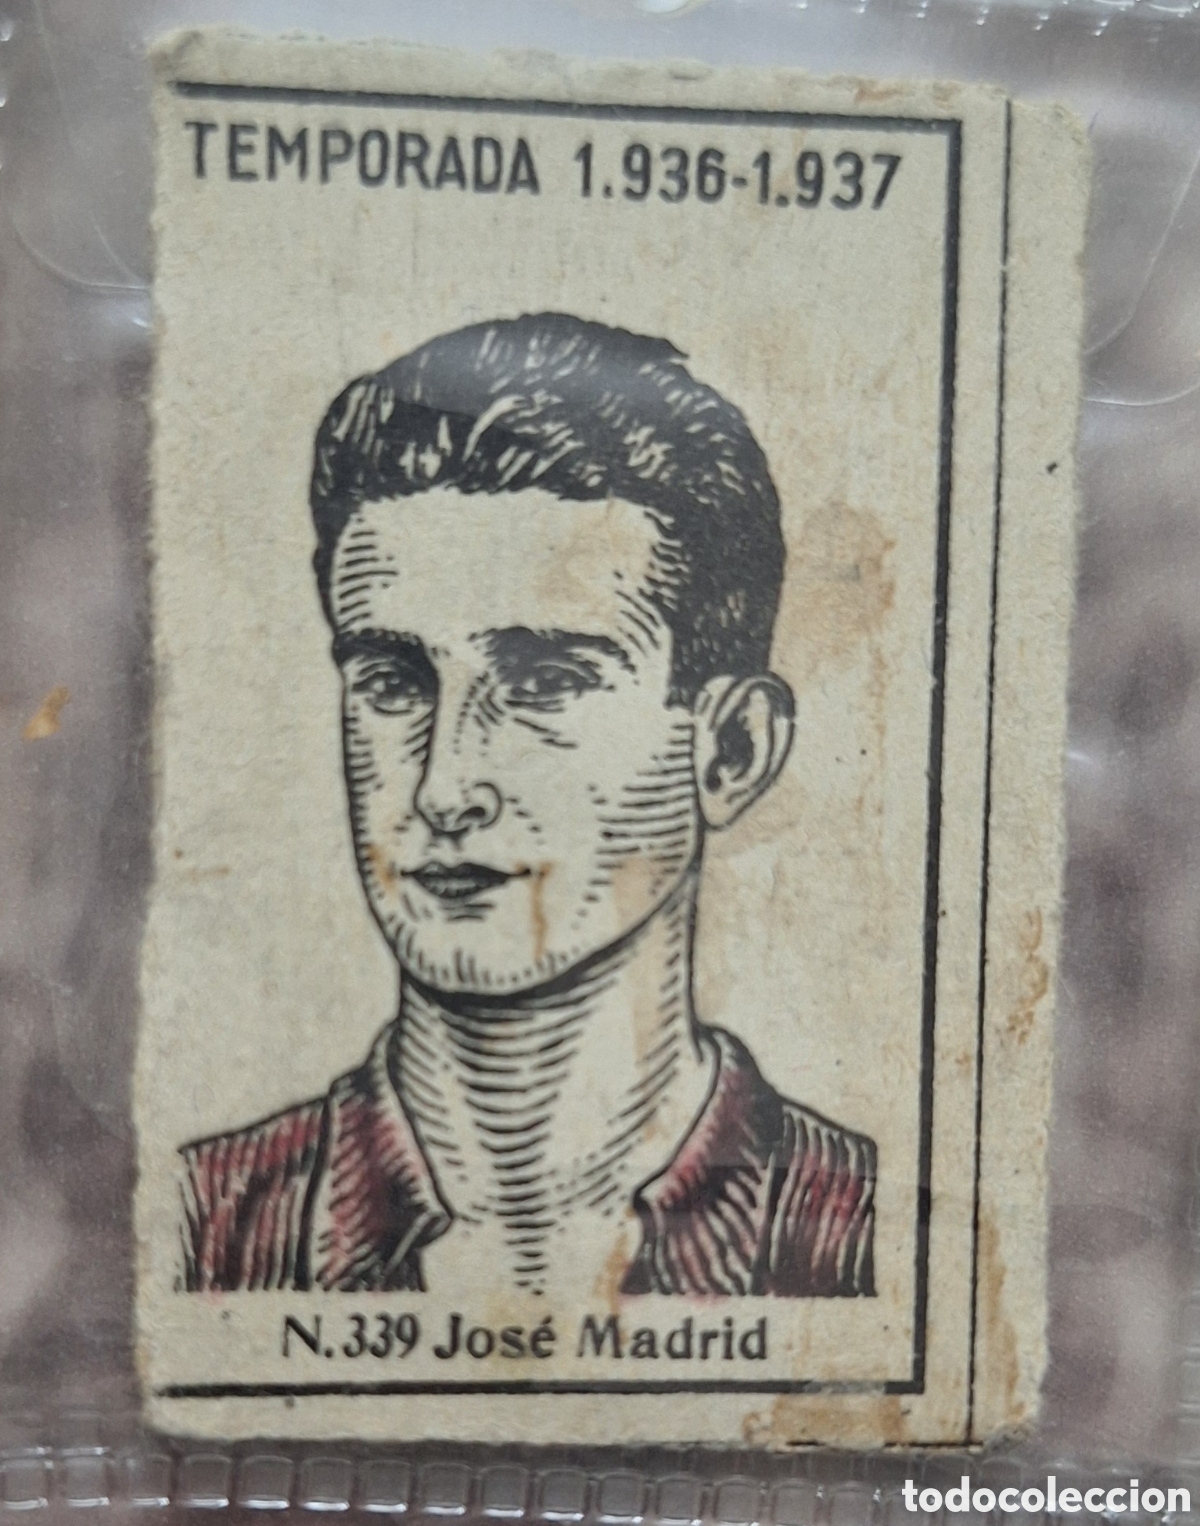 TEMPORADA 1.936-1.937
N.339 José Madrid
todocoleccion